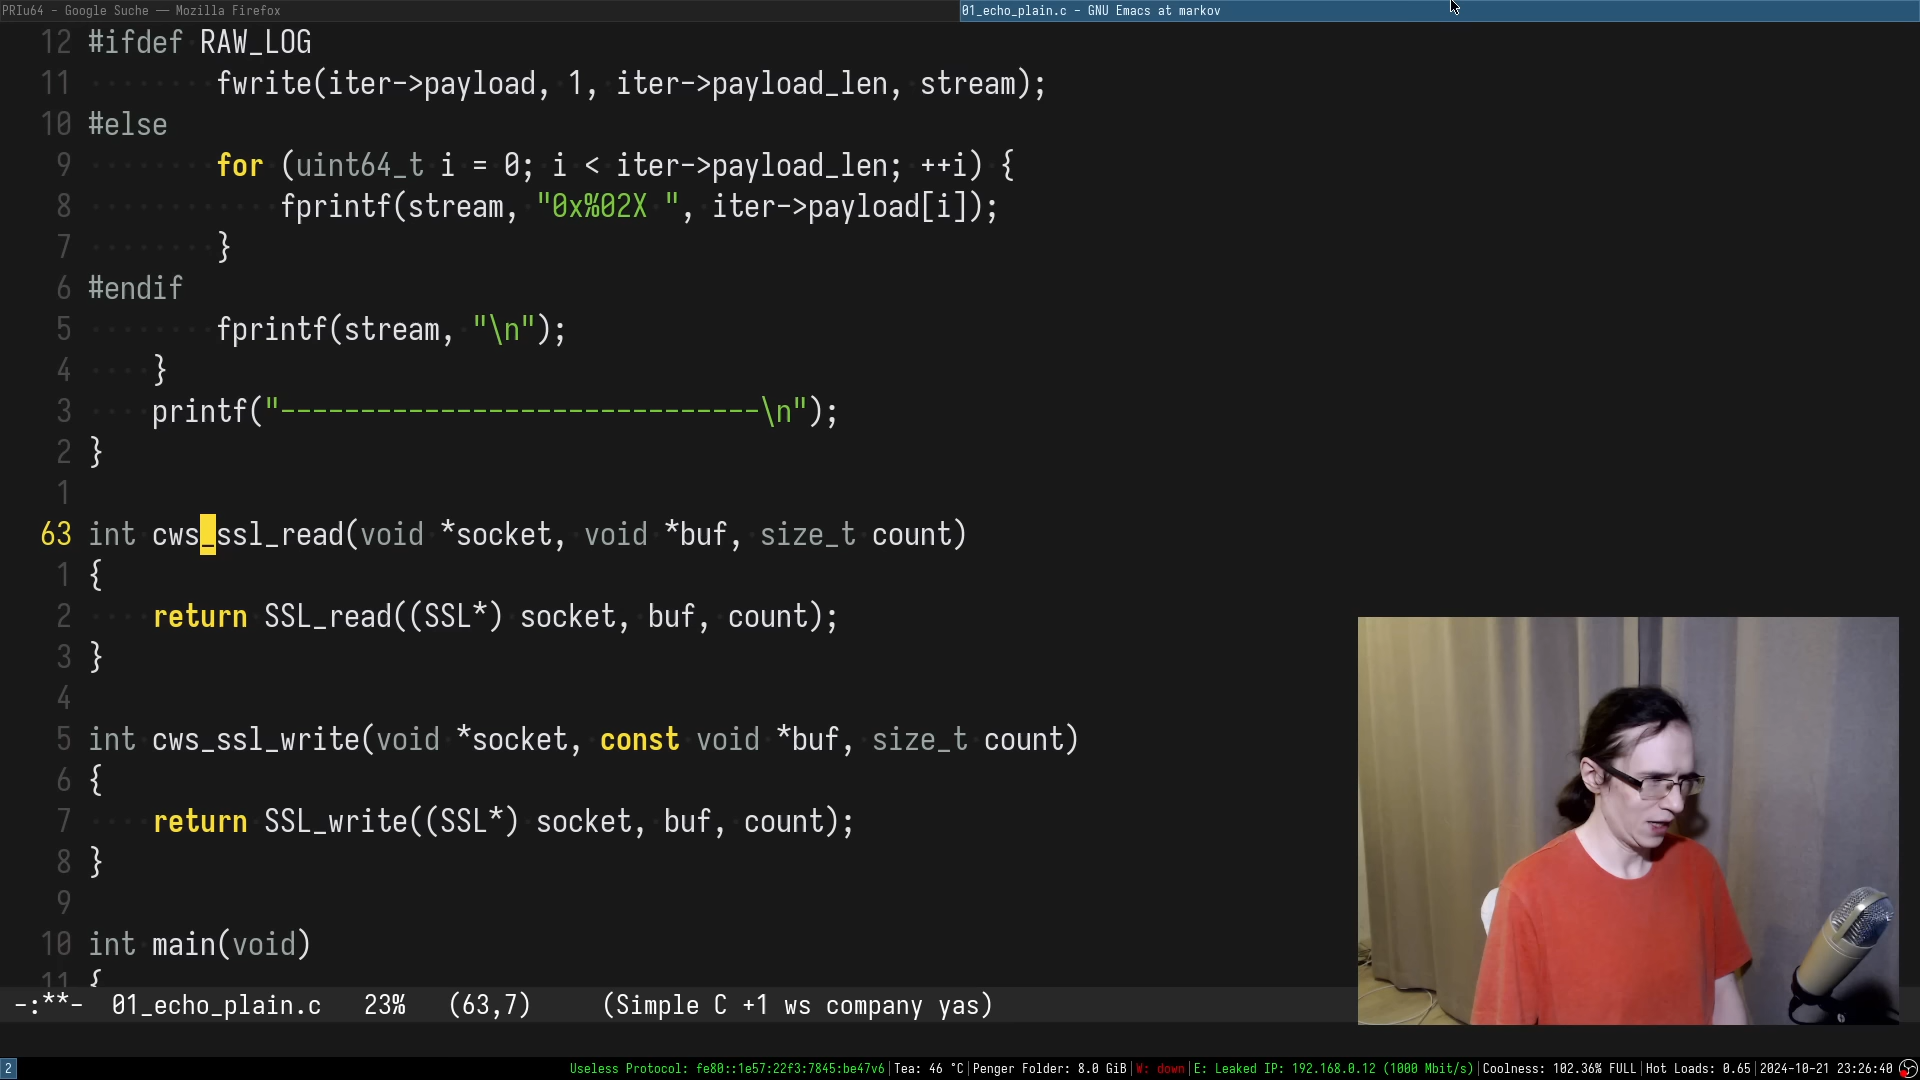 PRIu64 - Google Suche — Mozilla Firefox
01_echo_plain.c - GNU Emacs at markov
12 #ifdef RAW_LOG
11 fwrite(iter->payload, 1, iter->payload_len, stream);
10 #else
9 for (uint64_t i = 0; i < iter->payload_len; ++i) {
8 fprintf(stream, "0x%02X ", iter->payload[i]);
7 }
6 #endif
5 fprintf(stream, "\n");
4 }
3 printf("------------------------------\n");
2 }
1
63 int cws_ssl_read(void *socket, void *buf, size_t count)
1 {
2 return SSL_read((SSL*) socket, buf, count);
3 }
4
5 int cws_ssl_write(void *socket, const void *buf, size_t count)
6 {
7 return SSL_write((SSL*) socket, buf, count);
8 }
9
10 int main(void)
11 {
-:**- 01_echo_plain.c 23% (63,7) (Simple C +1 ws company yas)
2 Useless Protocol: fe80::1e57:22f3:7845:be47v6|Tea: 46 °C|Penger Folder: 8.0 GiB|W: down|E: Leaked IP: 192.168.0.12 (1000 Mbit/s)|Coolness: 102.36% FULL|Hot Loads: 0.65|2024-10-21 23:26:40